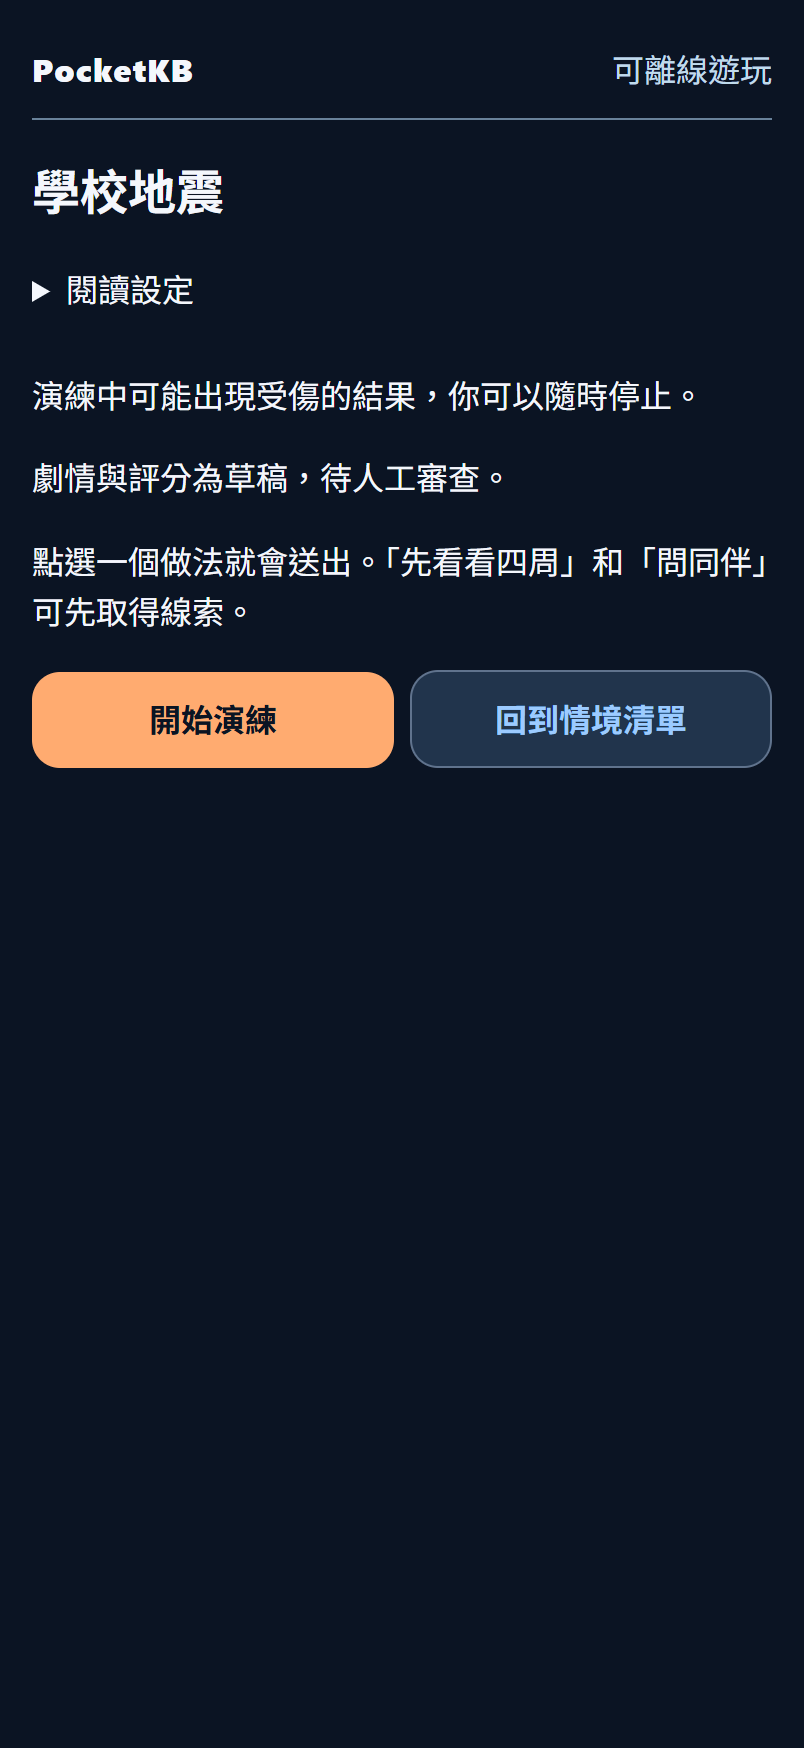 PocketKB
可離線遊玩
學校地震
▶ 閱讀設定
演練中可能出現受傷的結果，你可以隨時停止。
劇情與評分為草稿，待人工審查。
點選一個做法就會送出。「先看看四周」和「問同伴」
可先取得線索。
開始演練
回到情境清單